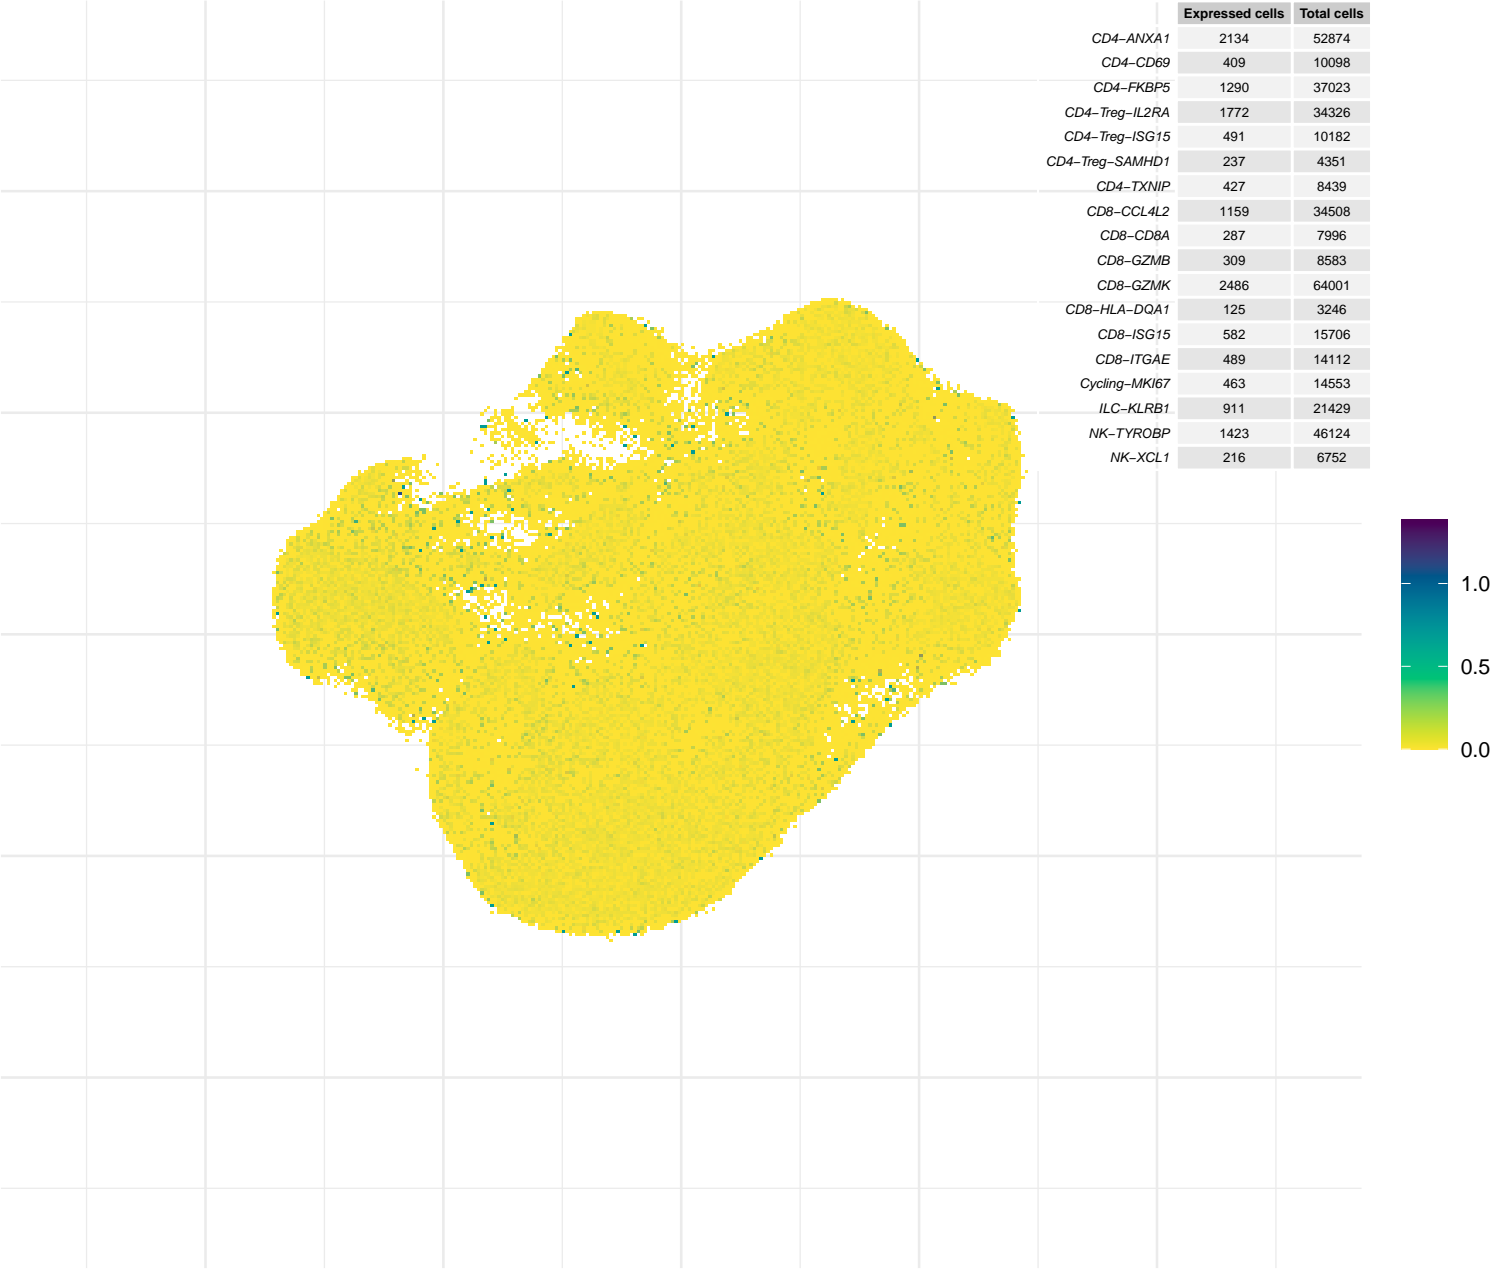 Expressed cells Total cells
CD4−ANXA1 2134 52874
CD4−CD69 409 10098
CD4−FKBP5 1290 37023
CD4−Treg−IL2RA 1772 34326
CD4−Treg−ISG15 491 10182
CD4−Treg−SAMHD1 237 4351
CD4−TXNIP 427 8439
CD8−CCL4L2 1159 34508
CD8−CD8A 287 7996
CD8−GZMB 309 8583
CD8−GZMK 2486 64001
CD8−HLA−DQA1 125 3246
CD8−ISG15 582 15706
CD8−ITGAE 489 14112
Cycling−MKI67 463 14553
ILC−KLRB1 911 21429
NK−TYROBP 1423 46124
NK−XCL1 216 6752
1.0
0.5
0.0